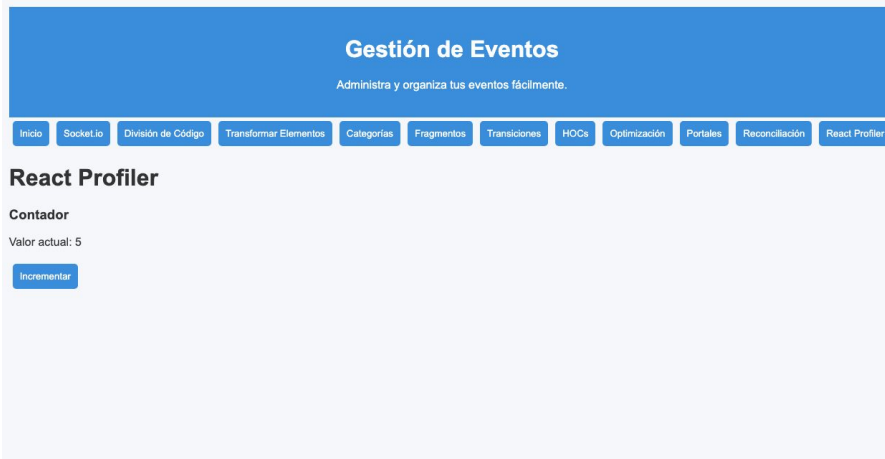 Gestión de Eventos
Administra y organiza tus eventos fácilmente.
Inicio Socket.io División de Código Transformar Elementos Categorías Fragmentos Transiciones HOCs Optimización Portales Reconciliación React Profiler
React Profiler
Contador
Valor actual: 5
Incrementar